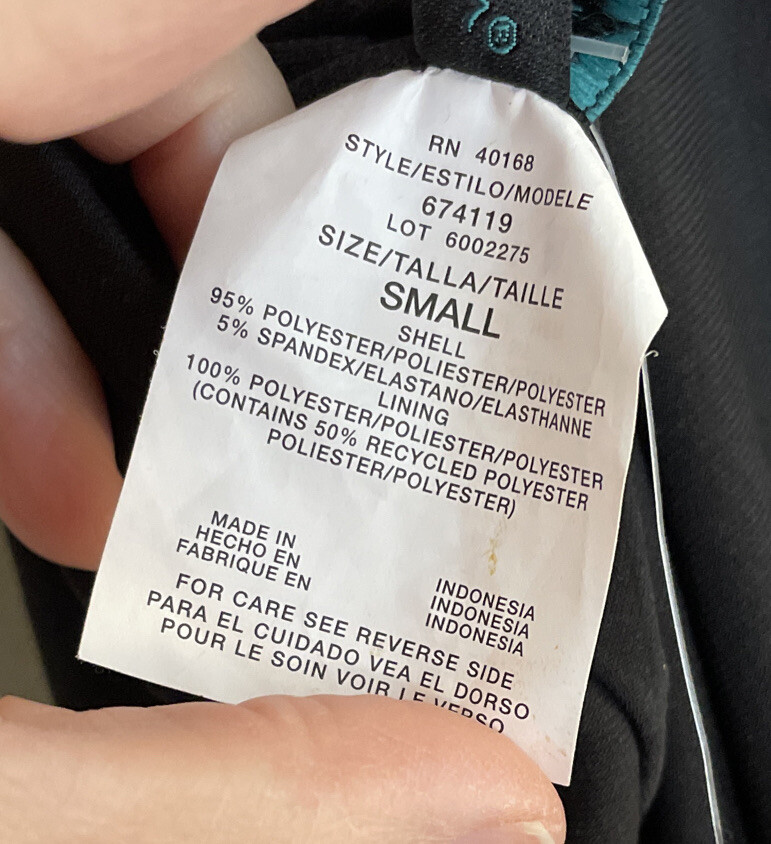 RN 40168
STYLE/ESTILO/MODELE
674119
LOT 6002275
SIZE/TALLA/TAILLE
SMALL
SHELL
95% POLYESTER/POLIESTER/POLYESTER
5% SPANDEX/ELASTANO/ELASTHANNE
LINING
100% POLYESTER/POLIESTER/POLYESTER
(CONTAINS 50% RECYCLED POLYESTER
POLIESTER/POLYESTER)
MADE IN
HECHO EN
FABRIQUE EN
INDONESIA
INDONESIA
INDONESIA
FOR CARE SEE REVERSE SIDE
PARA EL CUIDADO VEA EL DORSO
POUR LE SOIN VOIR LE VERSO